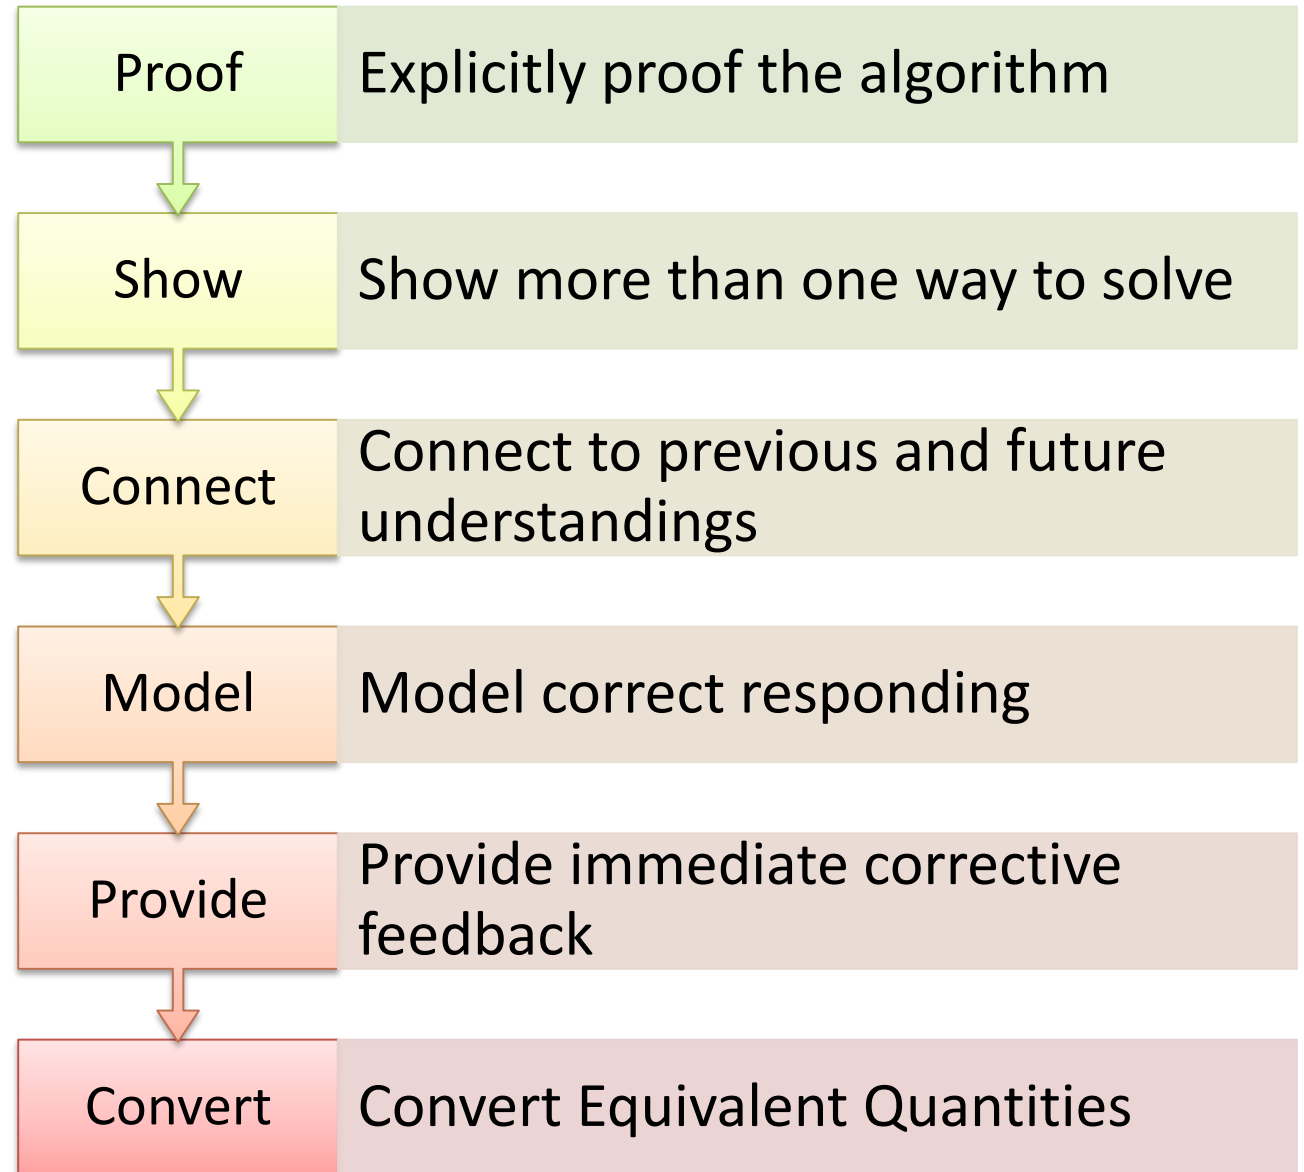 Proof
Explicitly proof the algorithm
Show
Show more than one way to solve
Connect
Connect to previous and future
understandings
Model
Model correct responding
Provide
Provide immediate corrective
feedback
Convert
Convert Equivalent Quantities